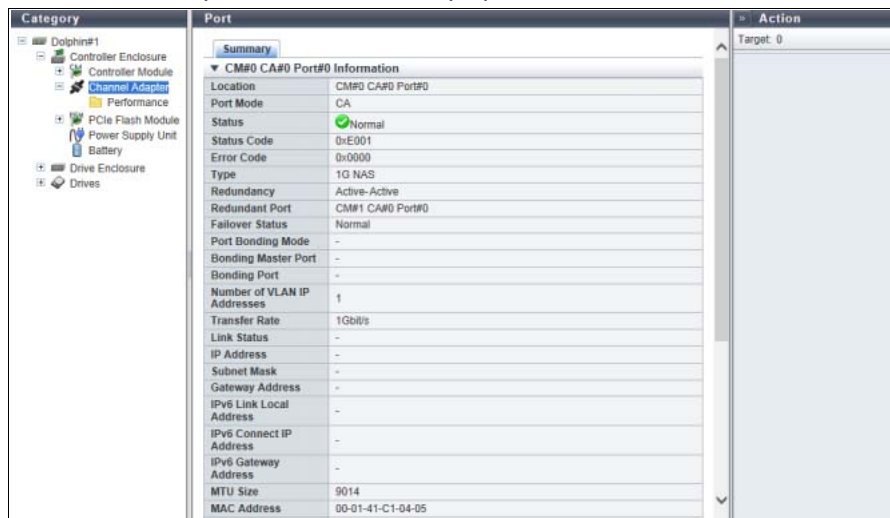 Category
Dolphin#1
Controller Enclosure
Controller Module
Channel Adapter
Performance
PCIe Flash Module
Power Supply Unit
Battery
Drive Enclosure
Drives
Port
Summary
▼ CM#0 CA#0 Port#0 Information
Location CM#0 CA#0 Port#0
Port Mode CA
Status Normal
Status Code 0xE001
Error Code 0x0000
Type 1G NAS
Redundancy Active-Active
Redundant Port CM#1 CA#0 Port#0
Failover Status Normal
Port Bonding Mode -
Bonding Master Port -
Bonding Port -
Number of VLAN IP
Addresses 1
Transfer Rate 1Gbit/s
Link Status -
IP Address -
Subnet Mask -
Gateway Address -
IPv6 Link Local
Address -
IPv6 Connect IP
Address -
IPv6 Gateway
Address -
MTU Size 9014
MAC Address 00-01-41-C1-04-05
» Action
Target: 0